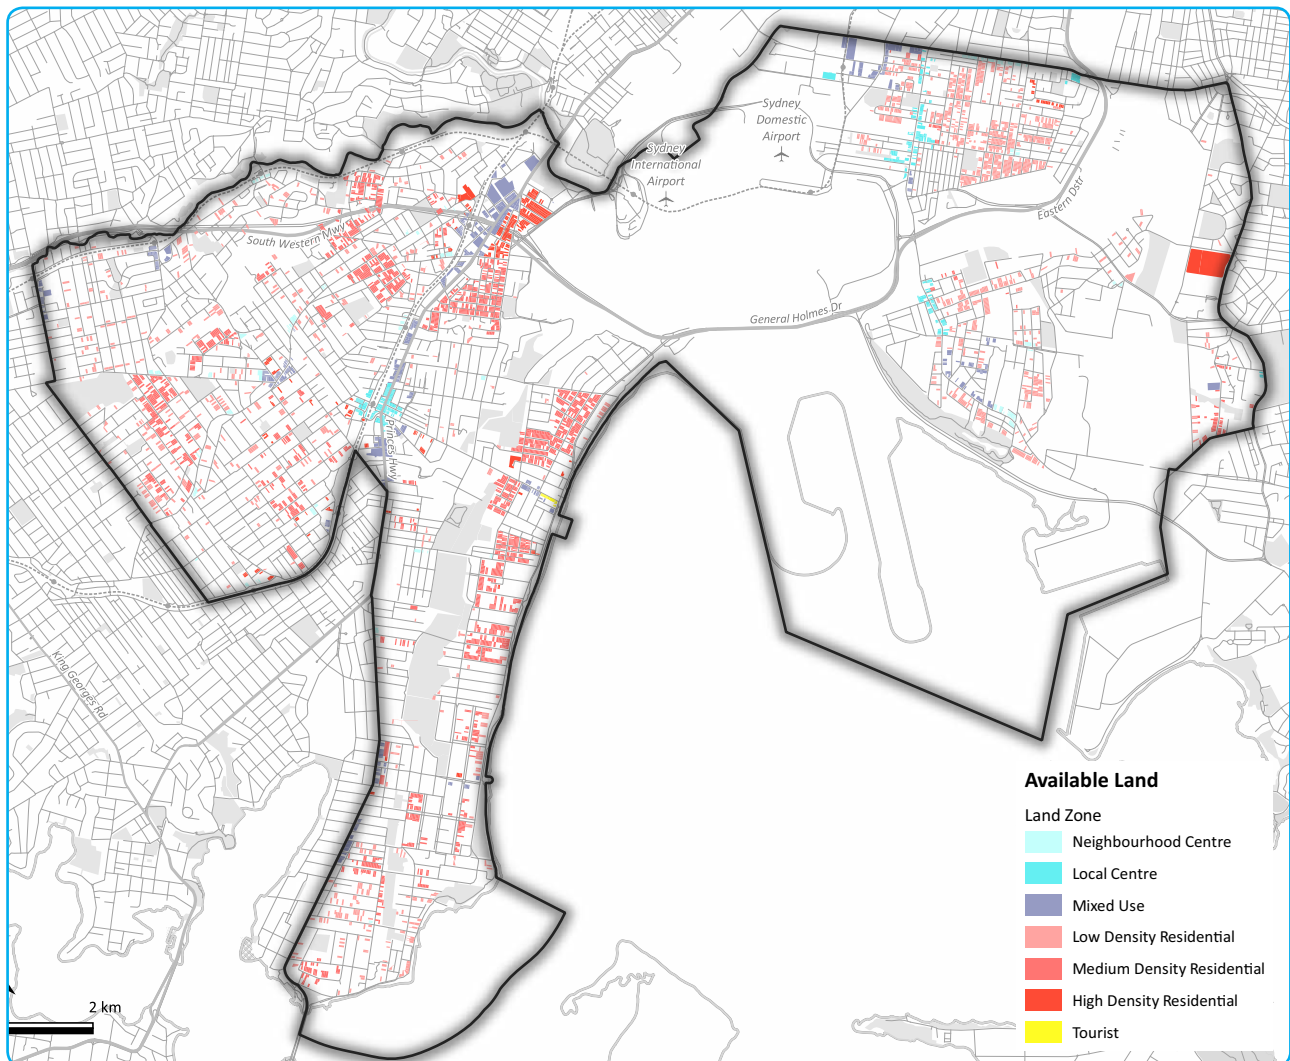 Sydney
Domestic
Airport
Sydney
International
Airport
Eastern Dstr
South Western Mwy
General Holmes Dr
Princes Hwy
King Georges Rd
Available Land
Land Zone
Neighbourhood Centre
Local Centre
Mixed Use
Low Density Residential
Medium Density Residential
High Density Residential
Tourist
2 km